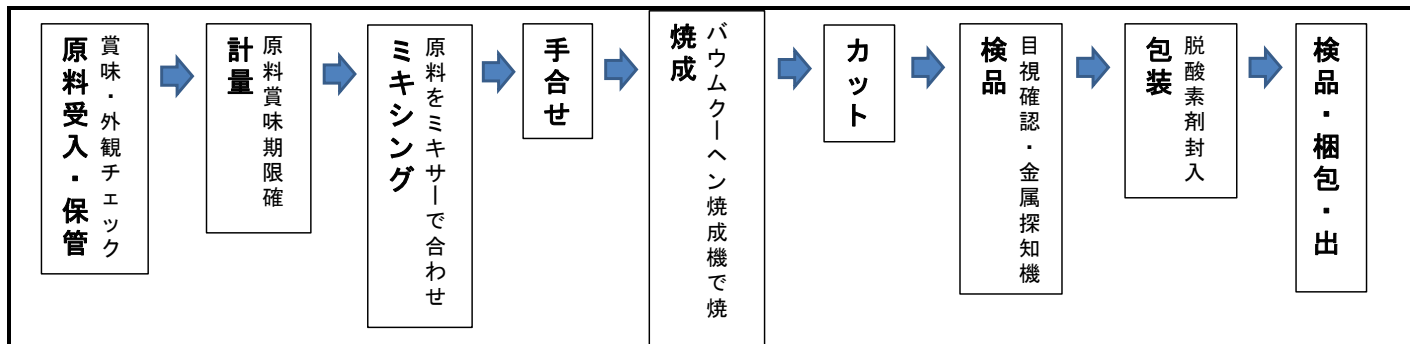 原料受入・保管
賞味・外観チェック
計量
原料賞味期限確
ミキシング
原料をミキサーで合わせ
手合せ
焼成
バウムクーヘン焼成機で焼
カット
検品
目視確認・金属探知機
包装
脱酸素剤封入
検品・梱包・出